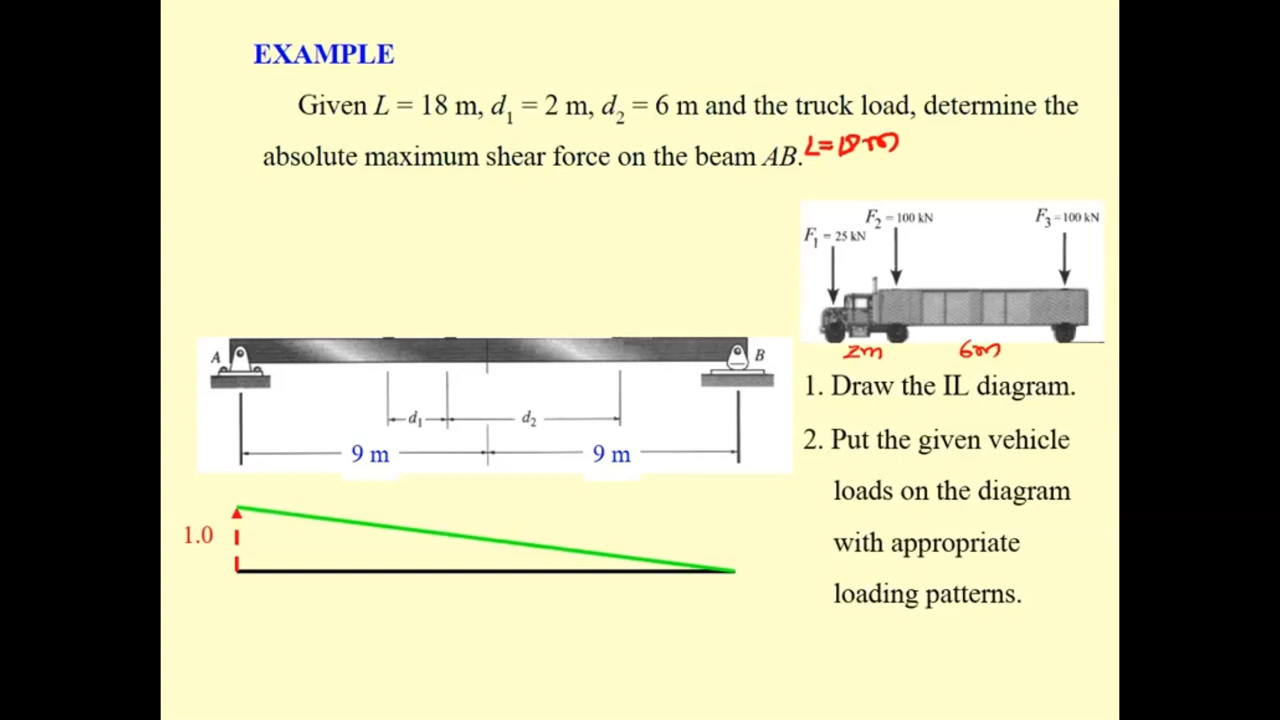 EXAMPLE
Given L = 18 m, d₁ = 2 m, d₂ = 6 m and the truck load, determine the
absolute maximum shear force on the beam AB. L=18m
F₂ = 100 kN
F₃ = 100 kN
F₁ = 25 kN
A
B
2m
6m
d₁
d₂
9 m
9 m
1. Draw the IL diagram.
2. Put the given vehicle
loads on the diagram
with appropriate
loading patterns.
1.0